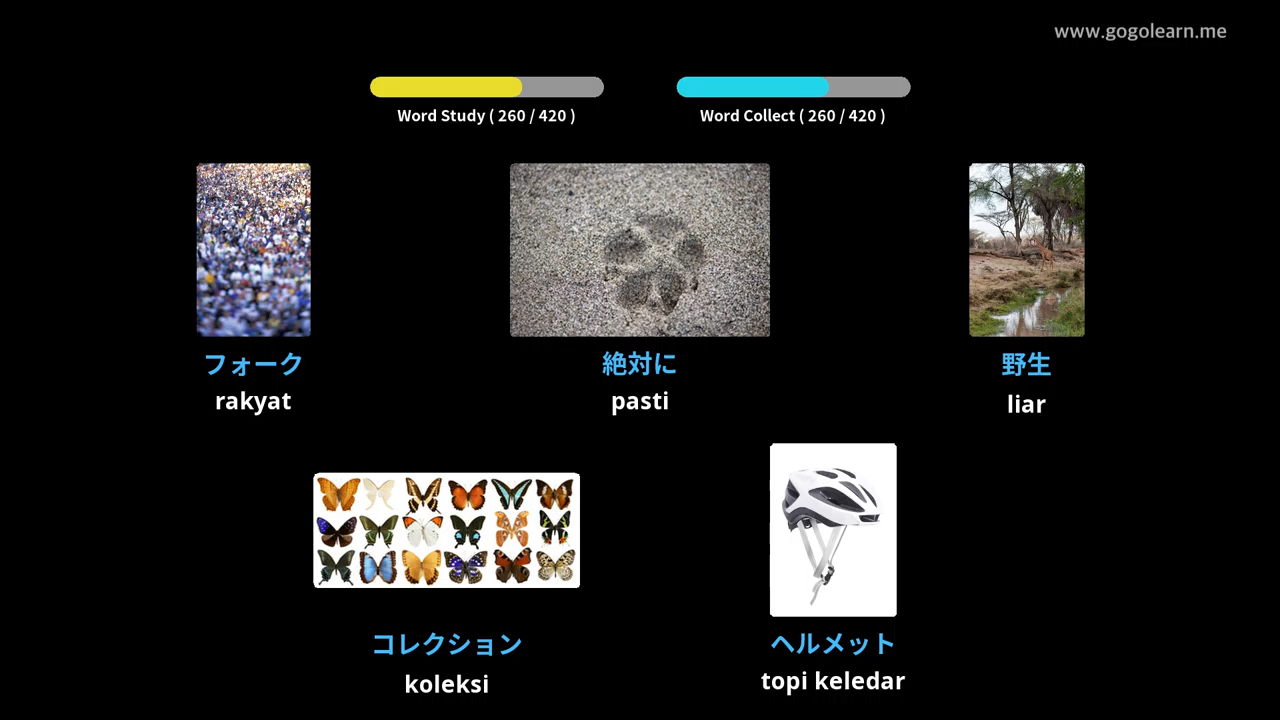 www.gogolearn.me
Word Study ( 260 / 420 )
Word Collect ( 260 / 420 )
フォーク
rakyat
絶対に
pasti
野生
liar
コレクション
koleksi
ヘルメット
topi keledar